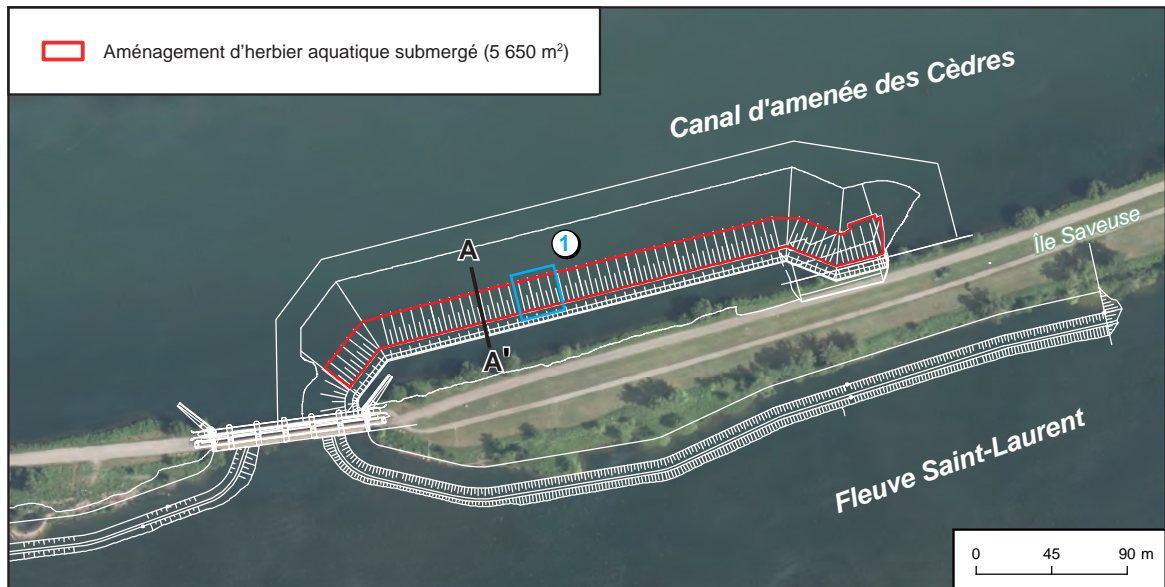 Aménagement d'herbier aquatique submergé (5 650 m²)
Canal d'amenée des Cèdres
1
A
Île Saveuse
A'
Fleuve Saint-Laurent
0 45 90 m